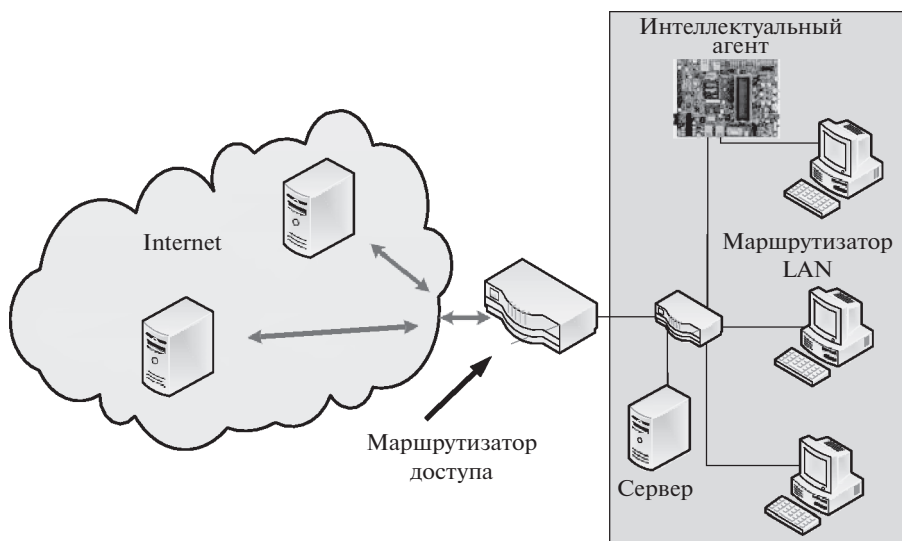 Интеллектуальный
агент
Internet
Маршрутизатор
LAN
Маршрутизатор
доступа
Сервер